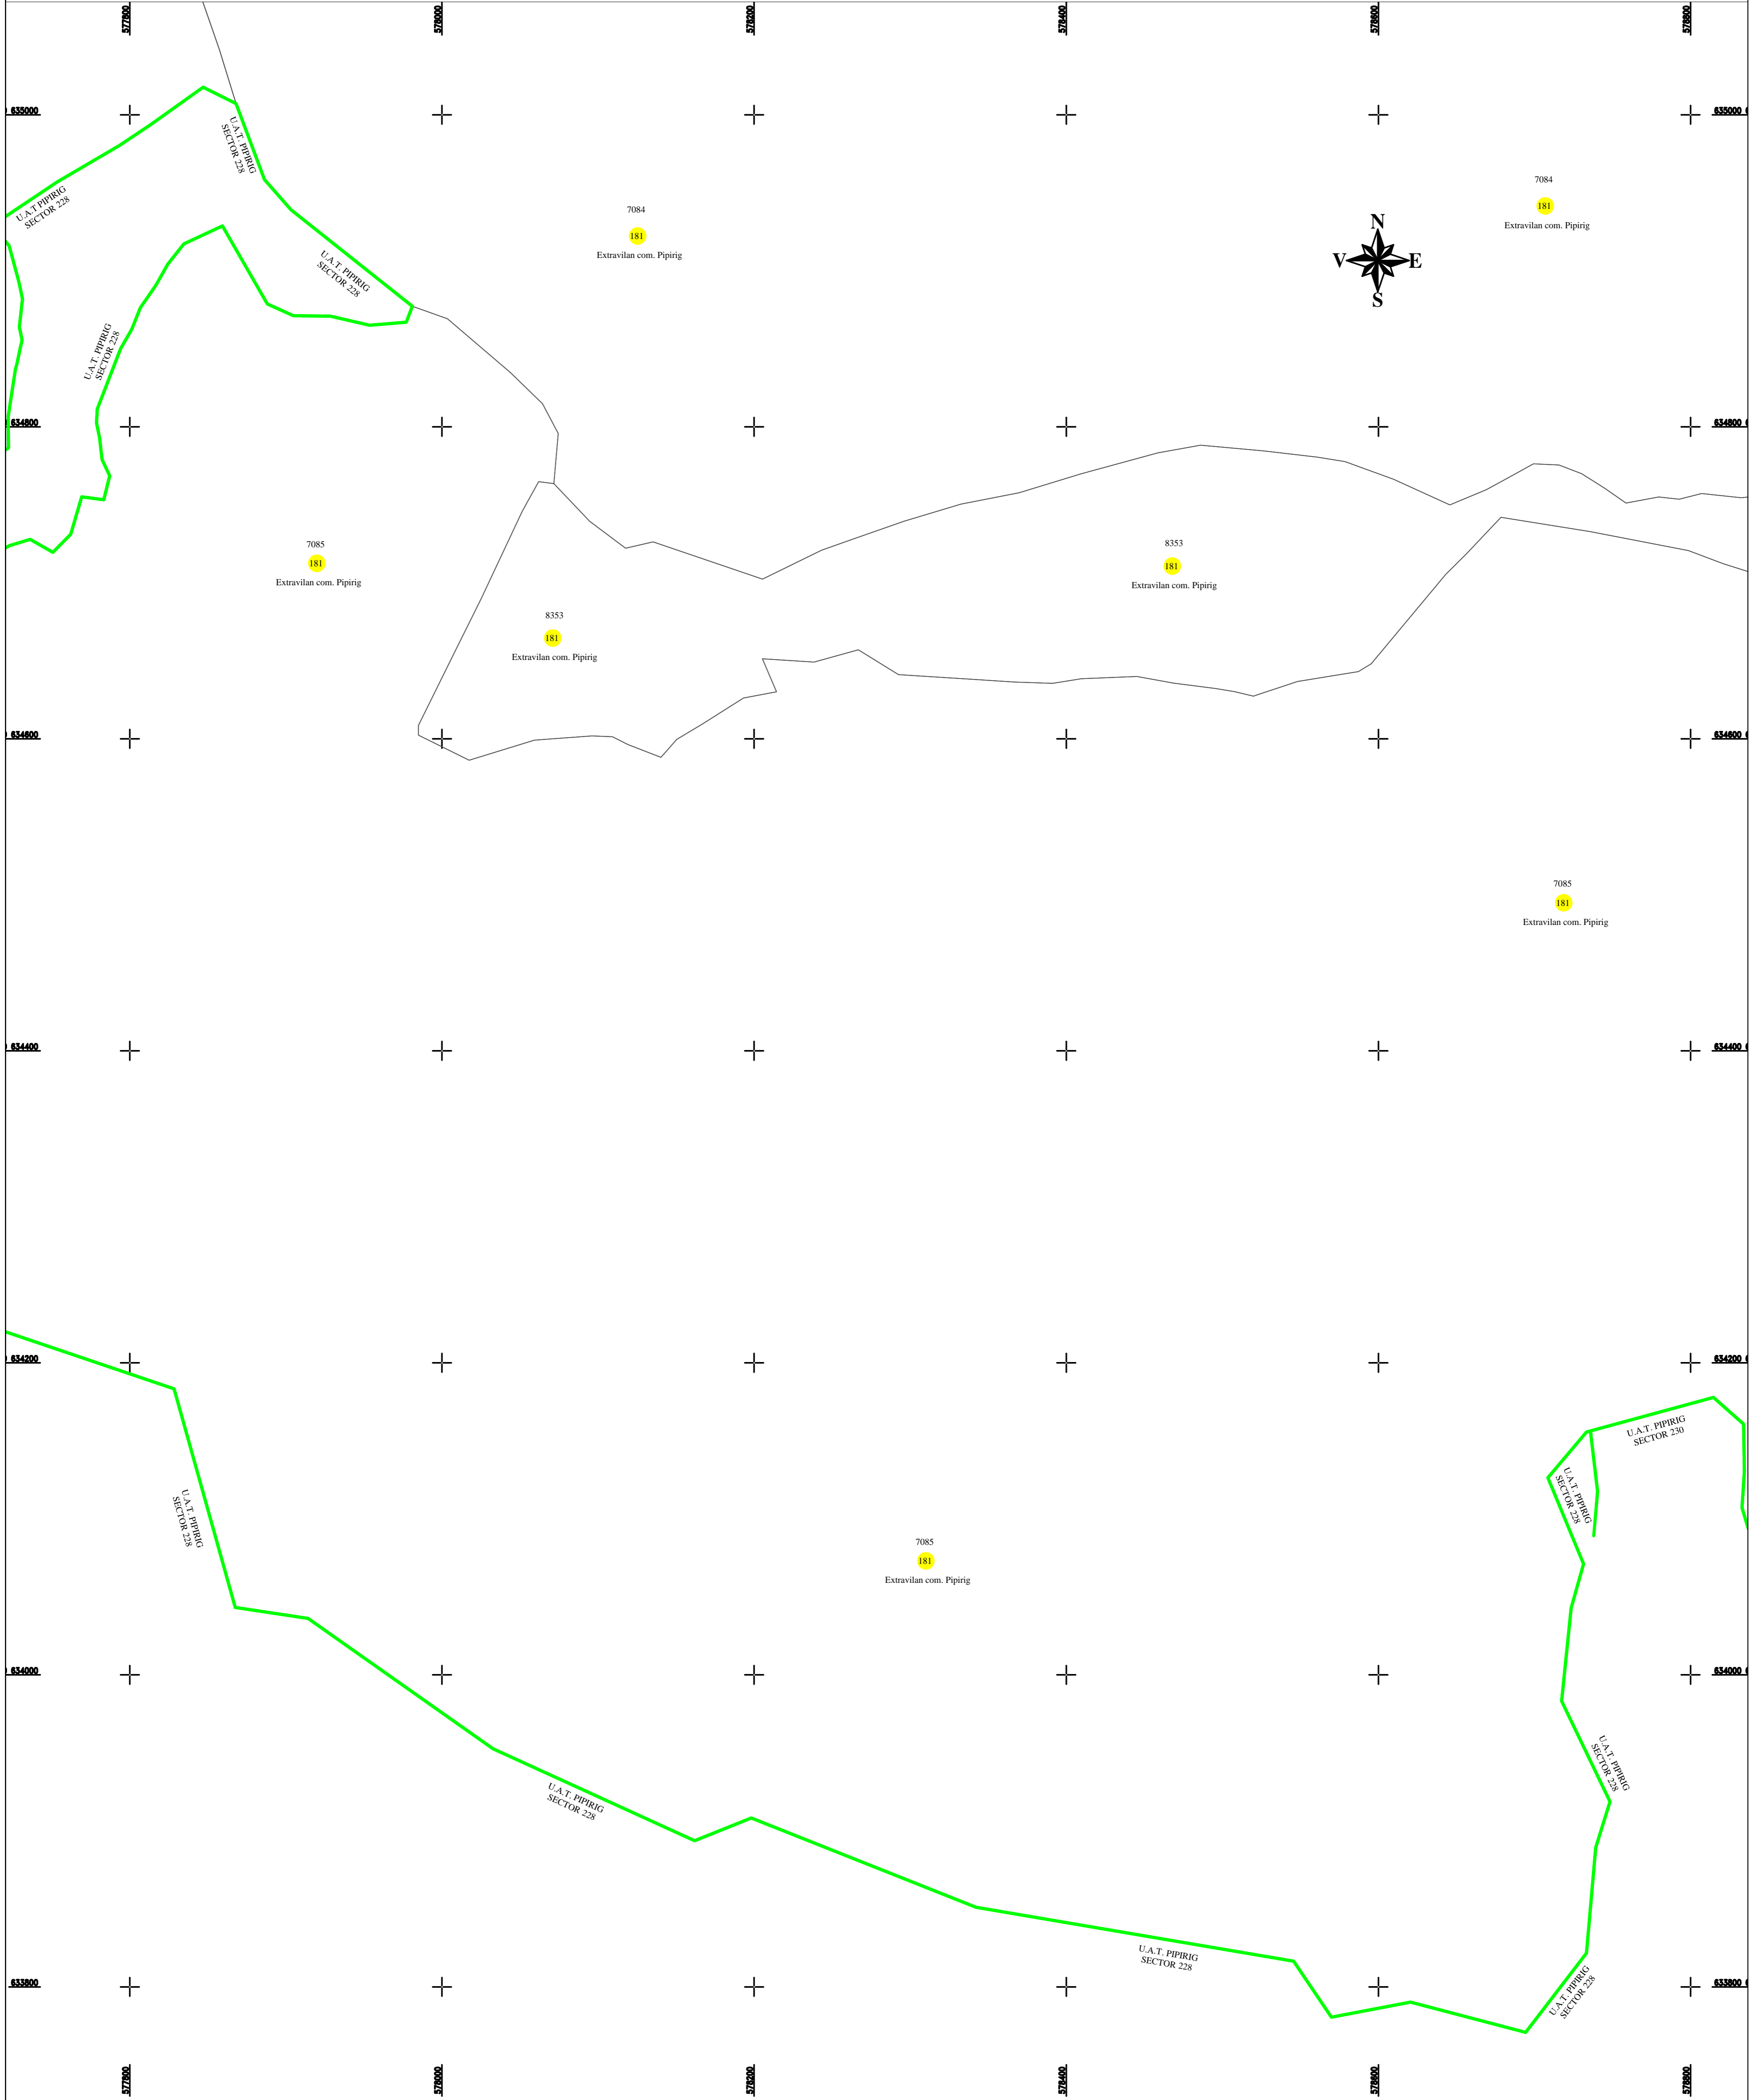 577800
578000
578200
578400
578600
578800
635000
635000
U.A.T. PIPIRIG
SECTOR 228
U.A.T PIPIRIG
SECTOR 228
7084
181
Extravilan com. Pipirig
7084
181
Extravilan com. Pipirig
N
V
E
S
U.A.T. PIPIRIG
SECTOR 228
U.A.T. PIPIRIG
SECTOR 228
634800
634800
7085
181
Extravilan com. Pipirig
8353
181
Extravilan com. Pipirig
8353
181
Extravilan com. Pipirig
634600
634600
7085
181
Extravilan com. Pipirig
634400
634400
634200
634200
U.A.T. PIPIRIG
SECTOR 230
U.A.T. PIPIRIG
SECTOR 228
U.A.T. PIPIRIG
SECTOR 228
7085
181
Extravilan com. Pipirig
634000
634000
U.A.T. PIPIRIG
SECTOR 228
U.A.T. PIPIRIG
SECTOR 228
U.A.T. PIPIRIG
SECTOR 228
U.A.T. PIPIRIG
SECTOR 228
633800
633800
577800
578000
578200
578400
578600
578800